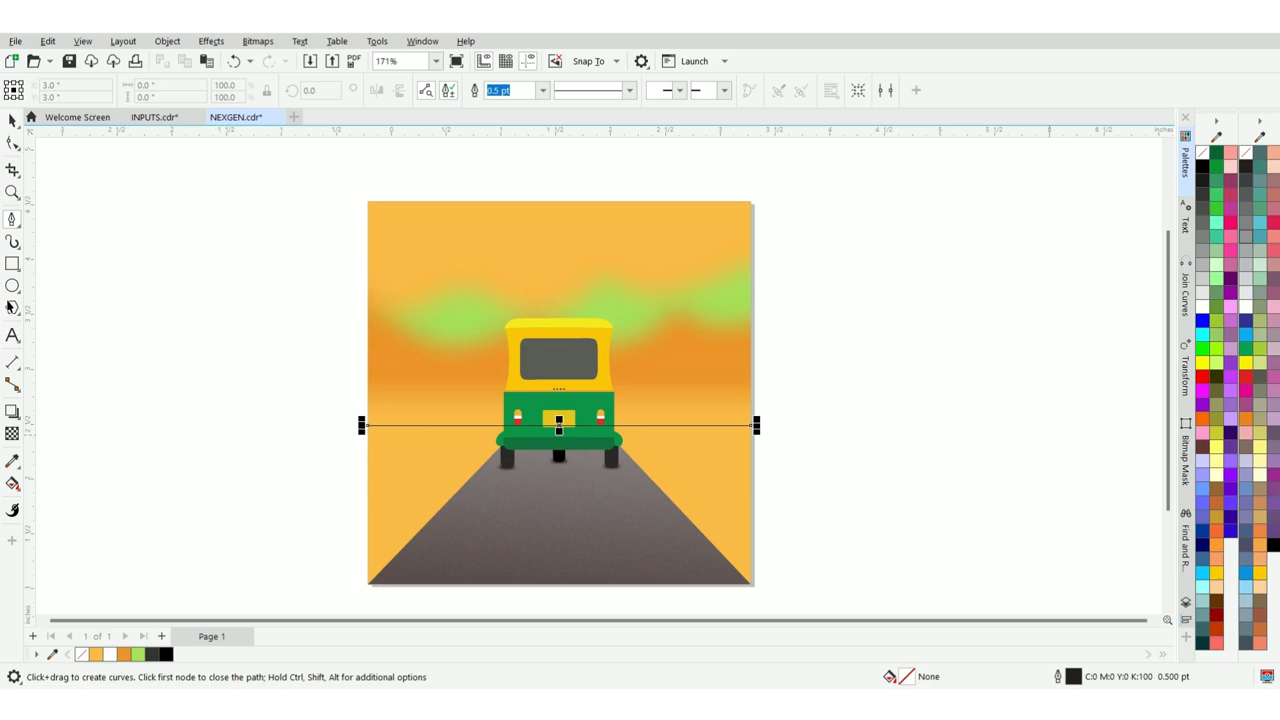 File Edit View Layout Object Effects Bitmaps Text Table Tools Window Help
PDF 171% Snap To Launch
X: 3.0 " 0.0 " 100.0
Y: 3.0 " 0.0 " 100.0
0.0 0.5 pt
Welcome Screen INPUTS.cdr* NEXGEN.cdr*
inches
Palettes
Text
Join Curves
Transform
Bitmap Mask
Find and R...
inches
1 of 1 Page 1
Click+drag to create curves. Click first node to close the path; Hold Ctrl, Shift, Alt for additional options None C:0 M:0 Y:0 K:100 0.500 pt